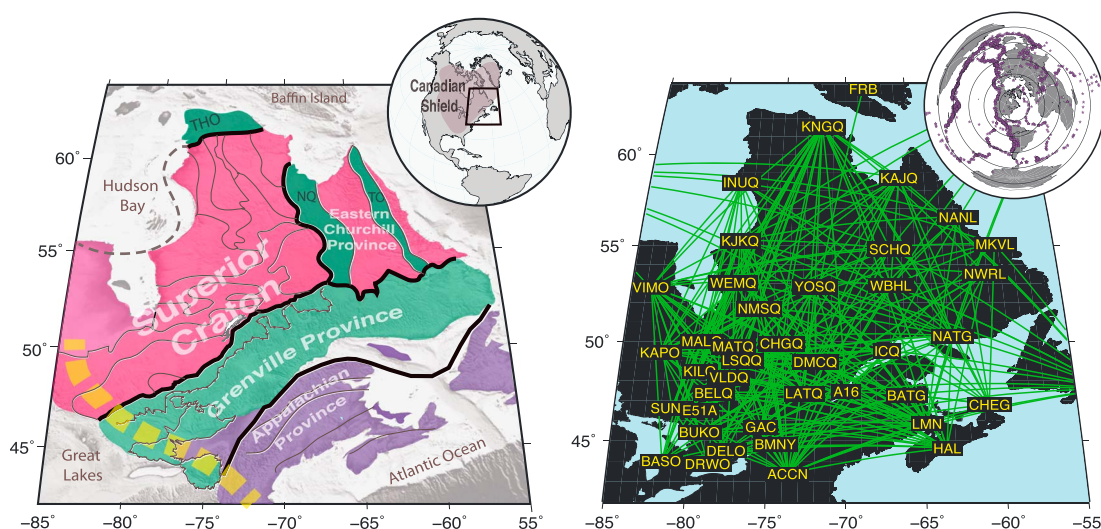 Canadian
Shield
Baffin Island
THO
60°
Hudson
Bay
NQ
TO
Eastern
Churchill
Province
55°
Superior
Craton
Grenville Province
50°
Appalachian
Province
45°
Great
Lakes
Atlantic Ocean
−85°
−80°
−75°
−70°
−65°
−60°
−55°
FRB
KNGQ
60°
INUQ
KAJQ
NANL
KJKQ
55°
SCHQ
MKVL
VIMO
WEMQ
YOSQ
WBHL
NWRL
NMSQ
50°
KAPO
MALO
MATQ
CHGQ
ICQ
NATG
LSQQ
DMCQ
KILO
VLDQ
BELQ
LATQ
A16
BATG
CHEG
SUN
E51A
LMN
45°
BUKO
GAC
BMNY
HAL
BASO
DELO
DRWO
ACCN
−85°
−80°
−75°
−70°
−65°
−60°
−55